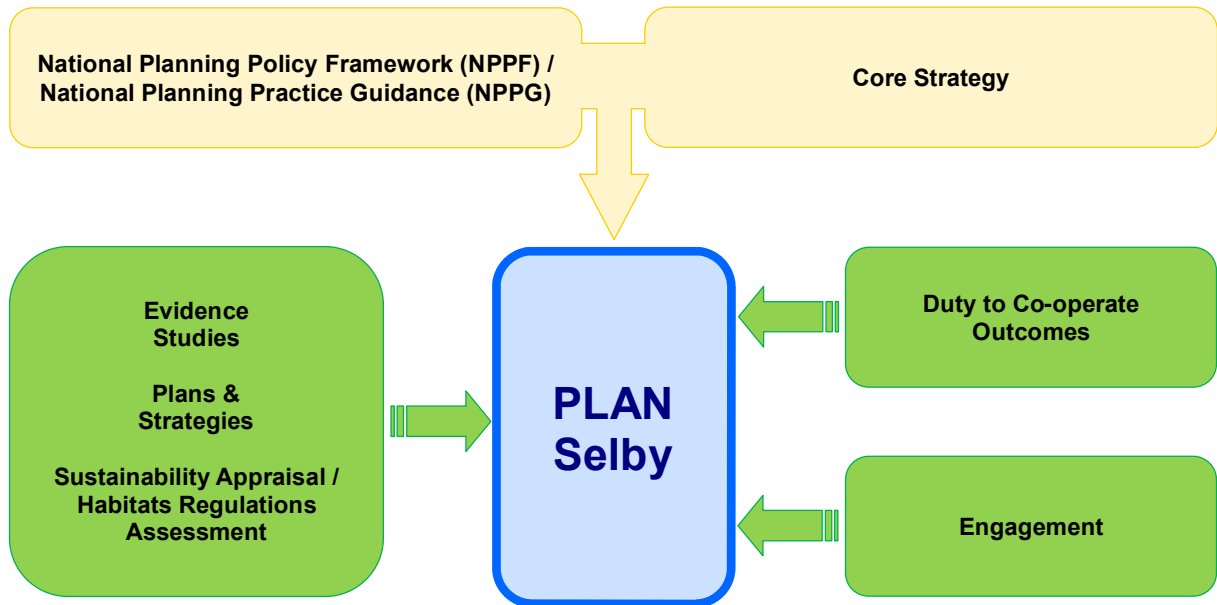 National Planning Policy Framework (NPPF) /
National Planning Practice Guidance (NPPG)
Core Strategy
Evidence
Studies
Plans &
Strategies
Sustainability Appraisal /
Habitats Regulations
Assessment
PLAN
Selby
Duty to Co-operate
Outcomes
Engagement